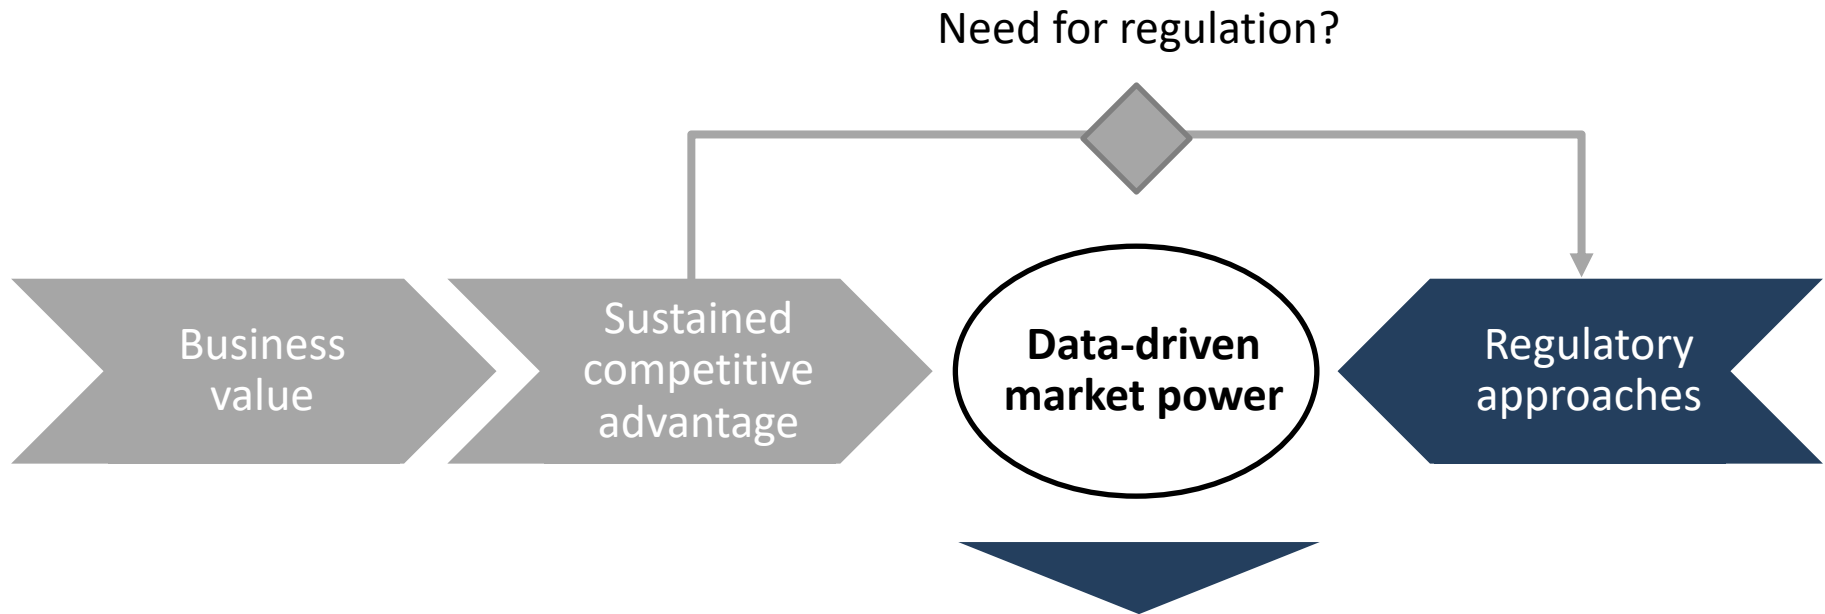 Need for regulation?
Business
value
Sustained
competitive
advantage
Data-driven
market power
Regulatory
approaches